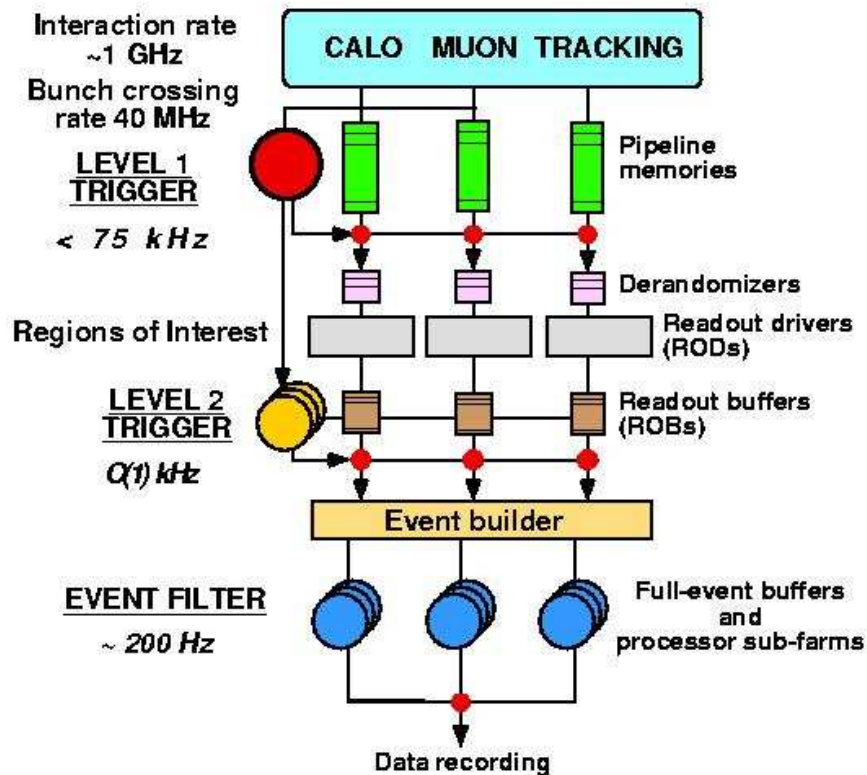 Interaction rate
~1 GHz
CALO MUON TRACKING
Bunch crossing
rate 40 MHz
LEVEL 1
TRIGGER
< 75 kHz
Pipeline
memories
Derandomizers
Regions of Interest
Readout drivers
(RODs)
LEVEL 2
TRIGGER
O(1) kHz
Readout buffers
(ROBs)
Event builder
EVENT FILTER
~ 200 Hz
Full-event buffers
and
processor sub-farms
Data recording